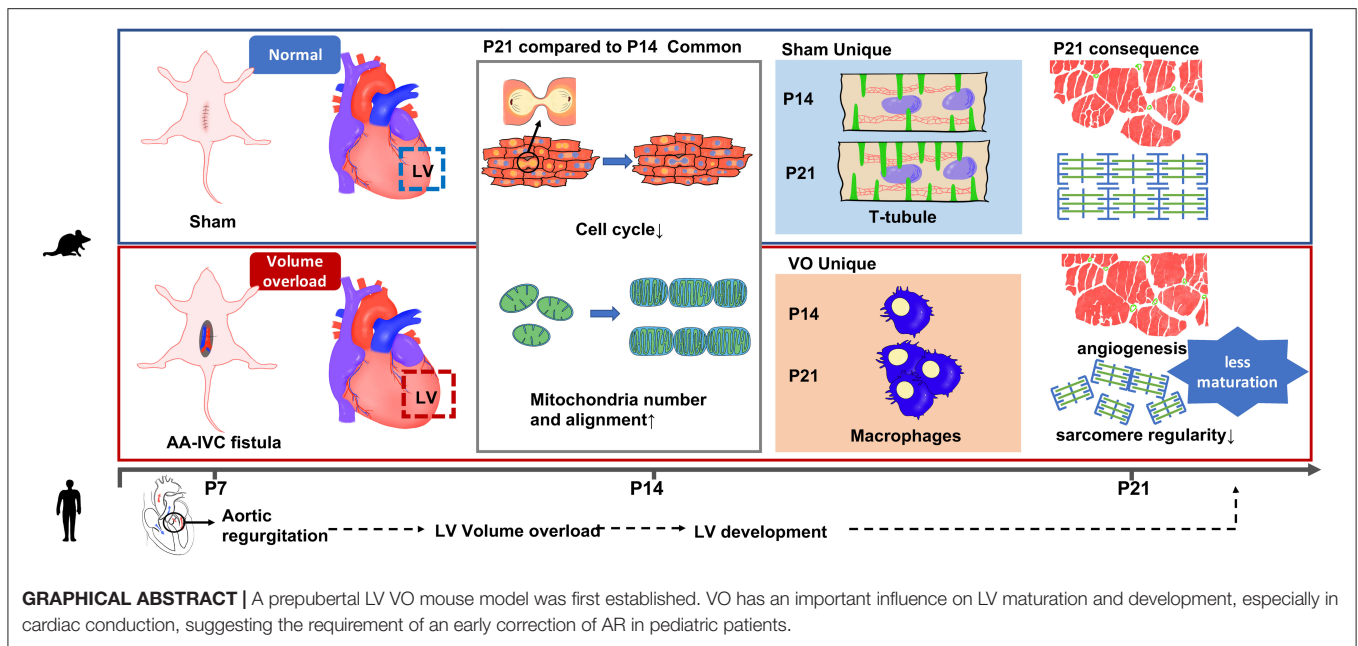 Normal
LV
Sham
P21 compared to P14 Common
Cell cycle↓
Mitochondria number
and alignment↑
Sham Unique
P14
P21
T-tubule
P21 consequence
Volume
overload
LV
AA-IVC fistula
VO Unique
P14
P21
Macrophages
angiogenesis
less
maturation
sarcomere regularity↓
P7
P14
P21
Aortic
regurgitation
LV Volume overload
LV development
GRAPHICAL ABSTRACT | A prepubertal LV VO mouse model was first established. VO has an important influence on LV maturation and development, especially in
cardiac conduction, suggesting the requirement of an early correction of AR in pediatric patients.